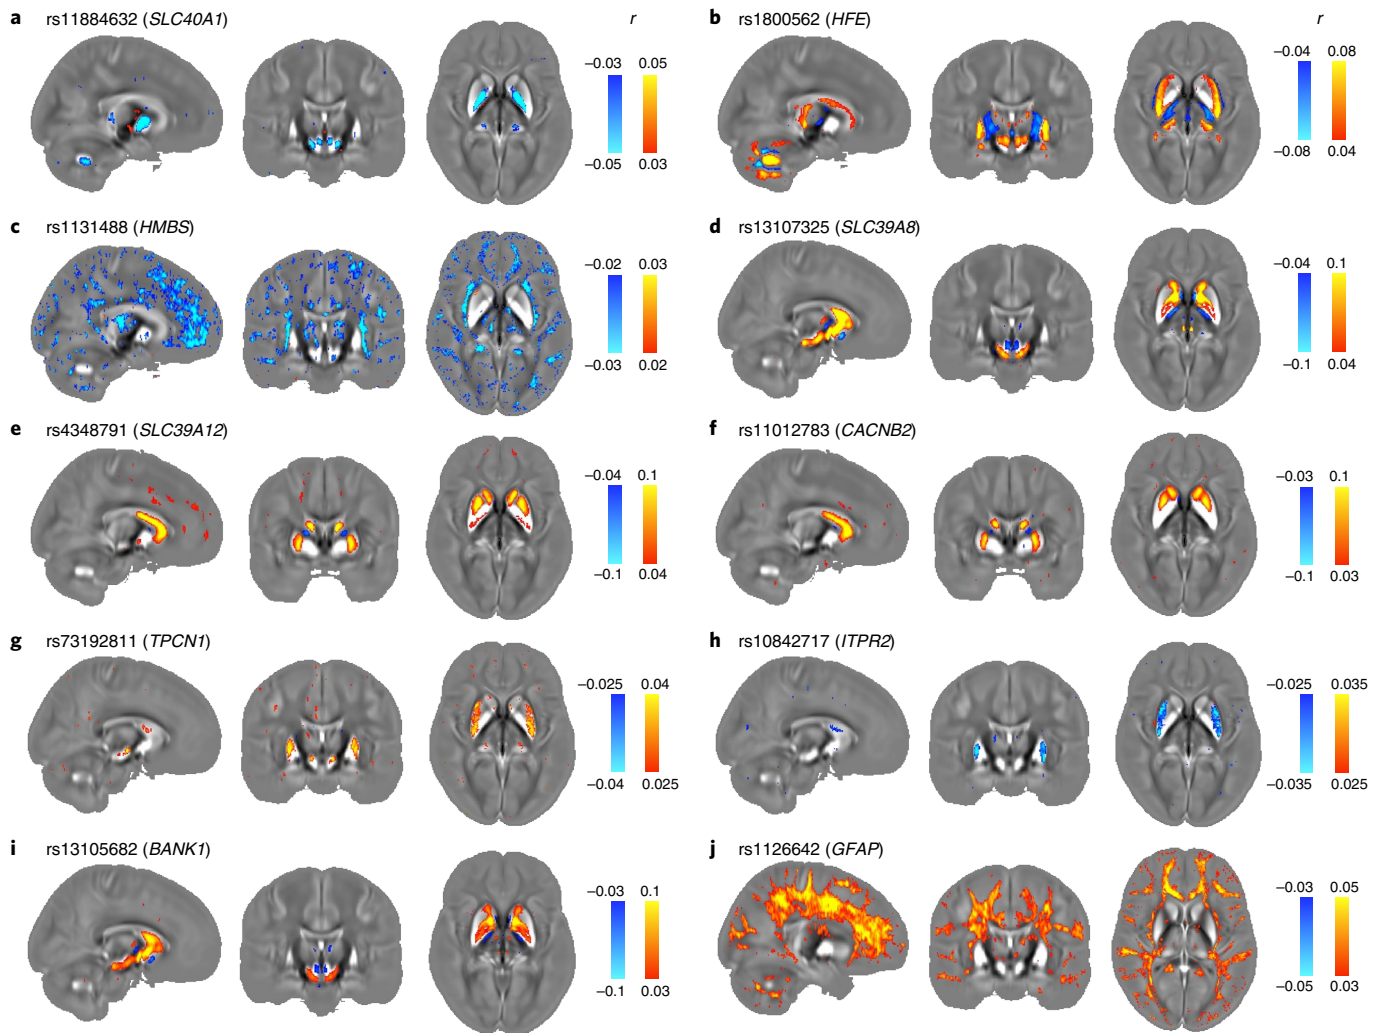 a rs11884632 (SLC40A1) r
−0.03 0.05
−0.05 0.03
b rs1800562 (HFE) r
−0.04 0.08
−0.08 0.04
c rs1131488 (HMBS)
−0.02 0.03
−0.03 0.02
d rs13107325 (SLC39A8)
−0.04 0.1
−0.1 0.04
e rs4348791 (SLC39A12)
−0.04 0.1
−0.1 0.04
f rs11012783 (CACNB2)
−0.03 0.1
−0.1 0.03
g rs73192811 (TPCN1)
−0.025 0.04
−0.04 0.025
h rs10842717 (ITPR2)
−0.025 0.035
−0.035 0.025
i rs13105682 (BANK1)
−0.03 0.1
−0.1 0.03
j rs1126642 (GFAP)
−0.03 0.05
−0.05 0.03